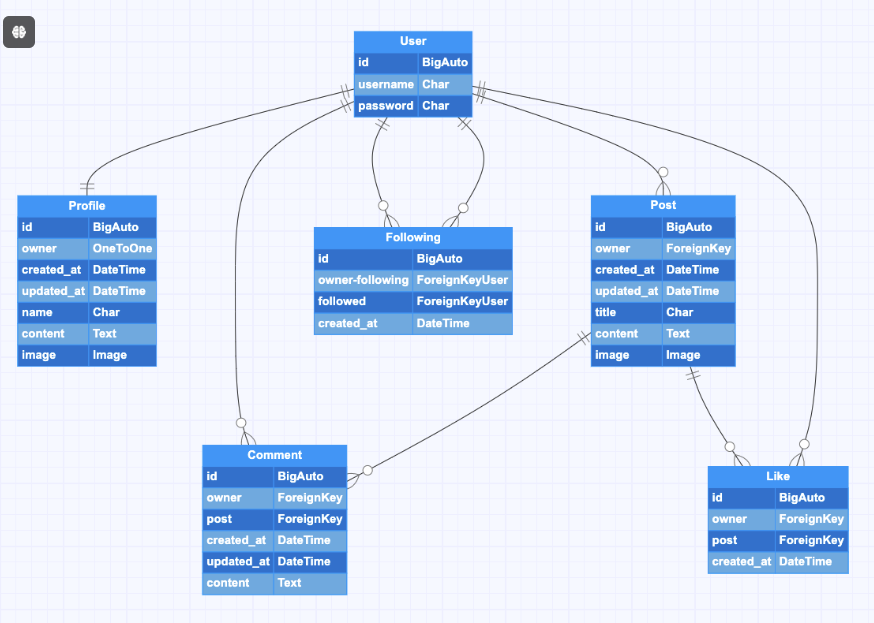 User
id BigAuto
username Char
password Char
Profile
id BigAuto
owner OneToOne
created_at DateTime
updated_at DateTime
name Char
content Text
image Image
Following
id BigAuto
owner-following ForeignKeyUser
followed ForeignKeyUser
created_at DateTime
Post
id BigAuto
owner ForeignKey
created_at DateTime
updated_at DateTime
title Char
content Text
image Image
Comment
id BigAuto
owner ForeignKey
post ForeignKey
created_at DateTime
updated_at DateTime
content Text
Like
id BigAuto
owner ForeignKey
post ForeignKey
created_at DateTime